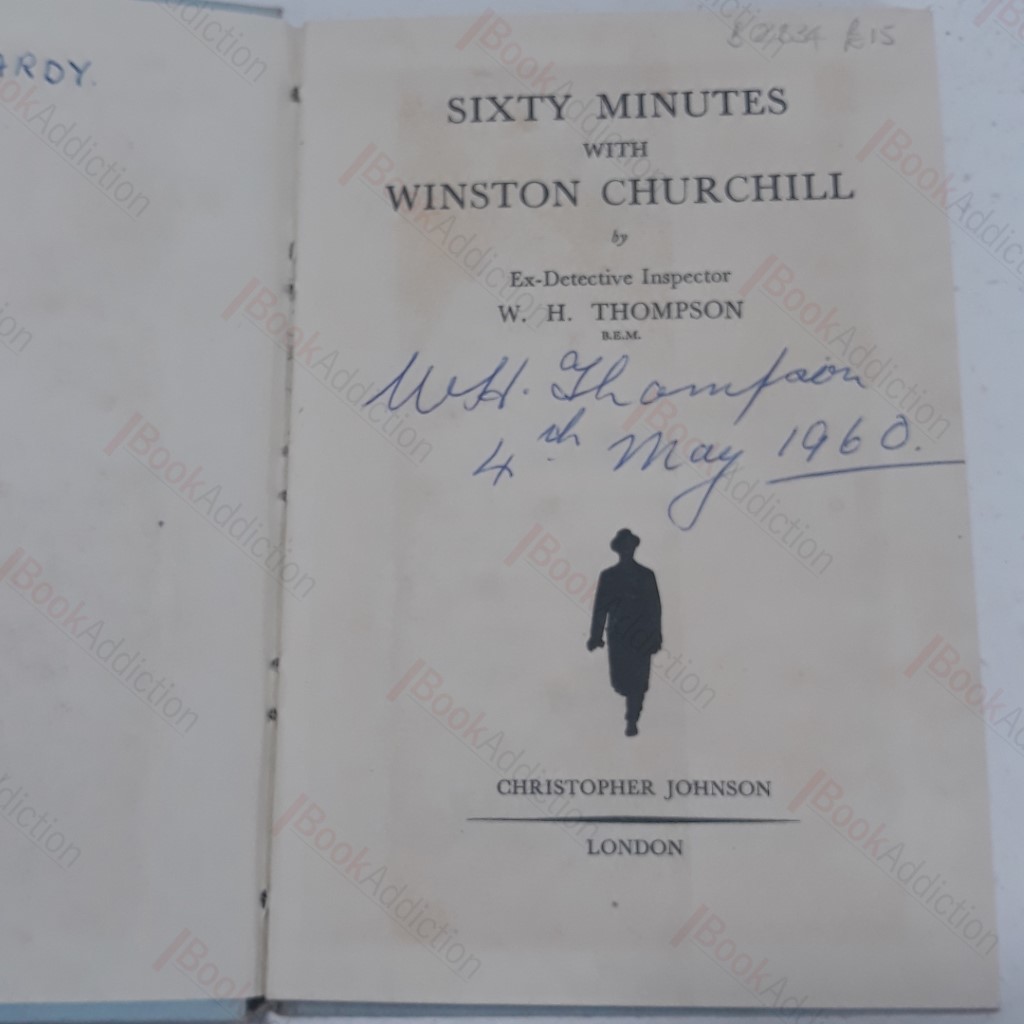 ARDY.
£15
SIXTY MINUTES
WITH
WINSTON CHURCHILL
by
Ex-Detective Inspector
W. H. THOMPSON
B.E.M.
W.H. Thompson
4th May 1960.
CHRISTOPHER JOHNSON
LONDON
BookAddiction